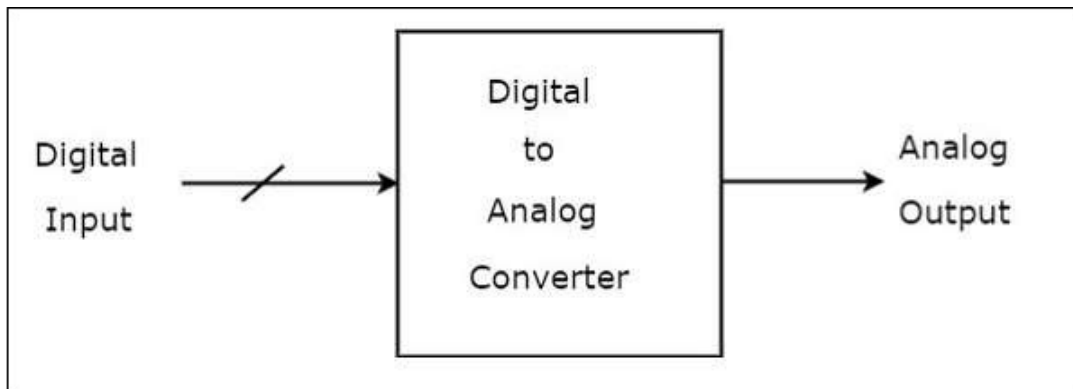 Digital
Input
Digital
to
Analog
Converter
Analog
Output